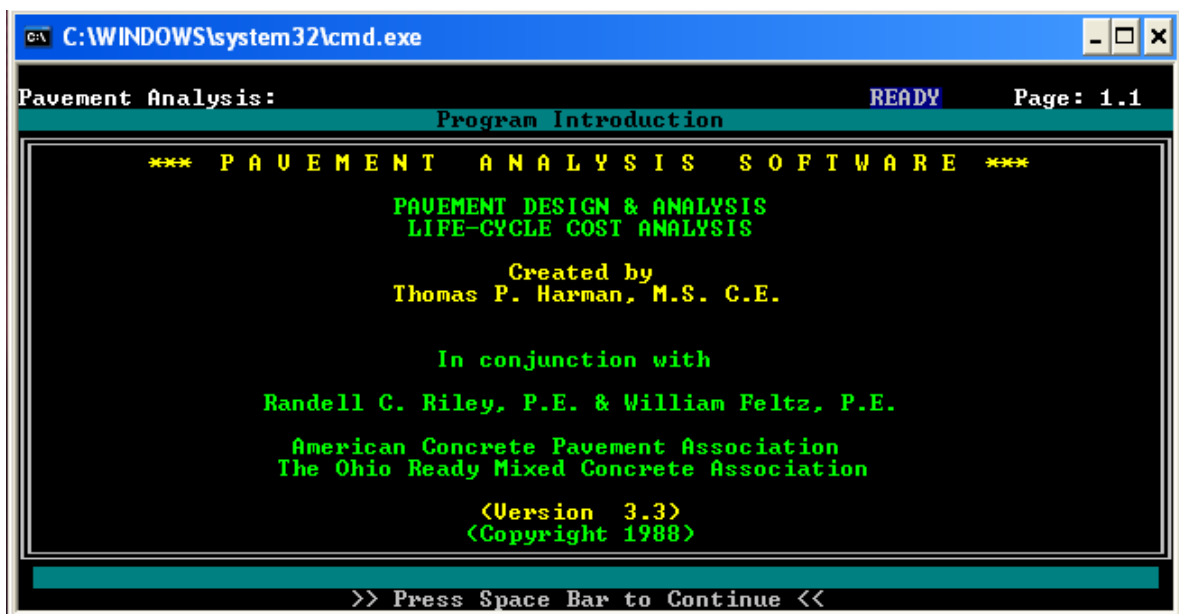 C:\WINDOWS\system32\cmd.exe
Pavement Analysis: READY Page: 1.1
Program Introduction
*** P A V E M E N T A N A L Y S I S S O F T W A R E ***
PAVEMENT DESIGN & ANALYSIS
LIFE-CYCLE COST ANALYSIS
Created by
Thomas P. Harman, M.S. C.E.
In conjunction with
Randell C. Riley, P.E. & William Feltz, P.E.
American Concrete Pavement Association
The Ohio Ready Mixed Concrete Association
(Version 3.3)
(Copyright 1988)
>> Press Space Bar to Continue <<